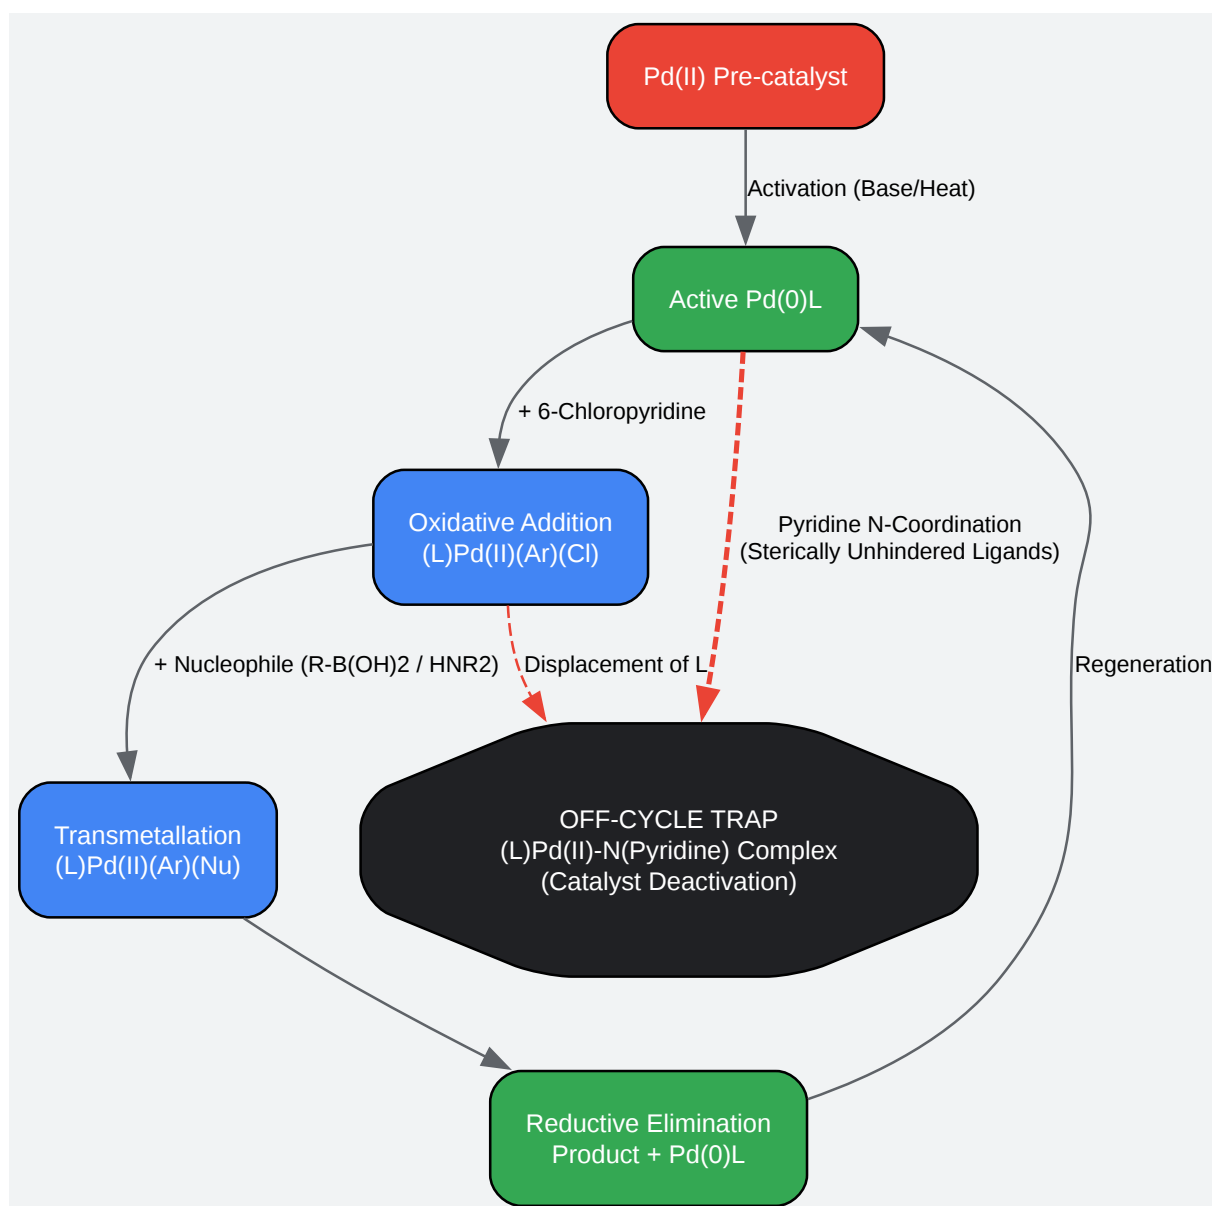 Pd(II) Pre-catalyst
Activation (Base/Heat)
Active Pd(0)L
+ 6-Chloropyridine
Oxidative Addition
(L)Pd(II)(Ar)(Cl)
Pyridine N-Coordination
(Sterically Unhindered Ligands)
+ Nucleophile (R-B(OH)2 / HNR2)
Displacement of L
Regeneration
Transmetallation
(L)Pd(II)(Ar)(Nu)
OFF-CYCLE TRAP
(L)Pd(II)-N(Pyridine) Complex
(Catalyst Deactivation)
Reductive Elimination
Product + Pd(0)L